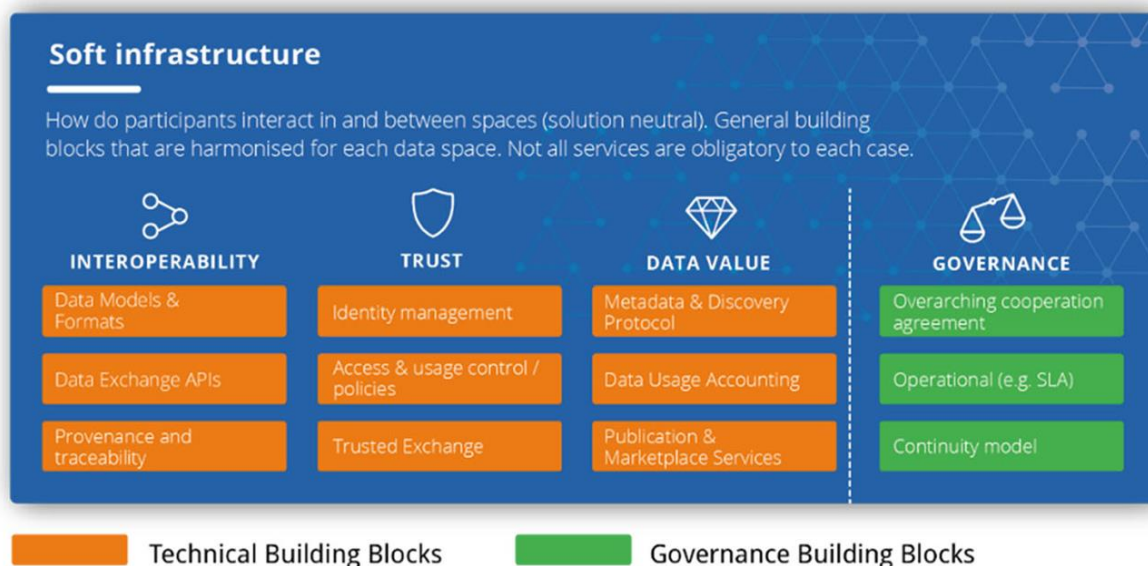 Soft infrastructure
How do participants interact in and between spaces (solution neutral). General building
blocks that are harmonised for each data space. Not all services are obligatory to each case.
INTEROPERABILITY
Data Models &
Formats
Data Exchange APIs
Provenance and
traceability
TRUST
Identity management
Access & usage control /
policies
Trusted Exchange
DATA VALUE
Metadata & Discovery
Protocol
Data Usage Accounting
Publication &
Marketplace Services
GOVERNANCE
Overarching cooperation
agreement
Operational (e.g. SLA)
Continuity model
Technical Building Blocks
Governance Building Blocks